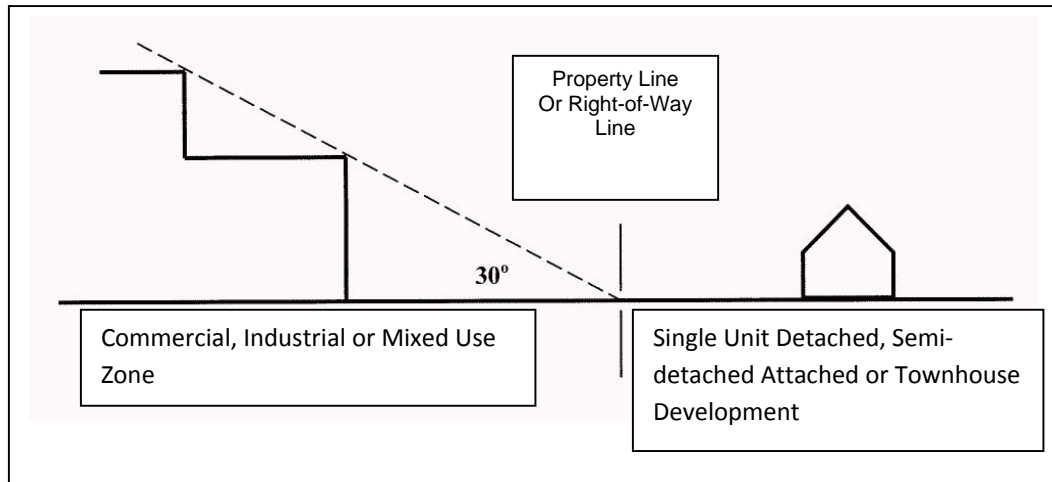 Property Line
Or Right-of-Way
Line
30°
Commercial, Industrial or Mixed Use
Zone
Single Unit Detached, Semi-
detached Attached or Townhouse
Development